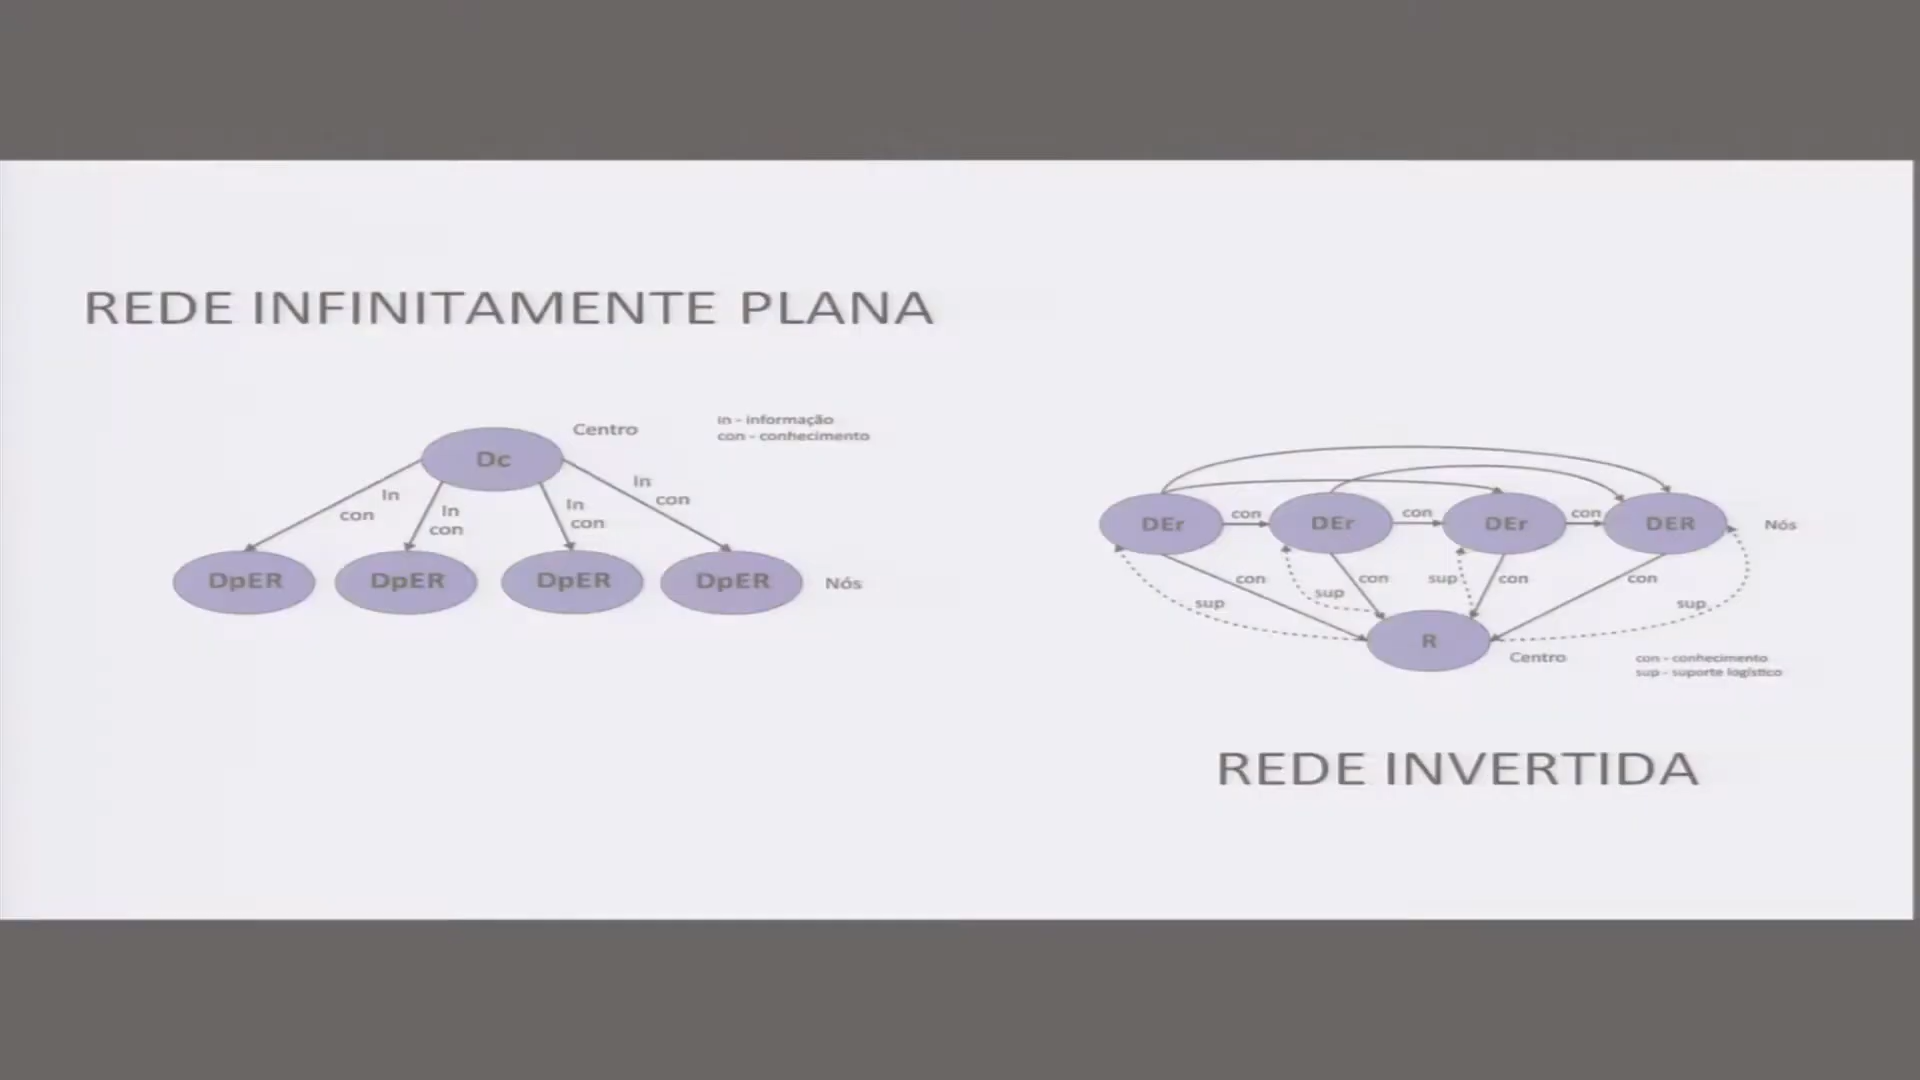 REDE INFINITAMENTE PLANA
Centro
in - informação
con - conhecimento
Dc
In
con
In
con
In
con
In
con
DpER
DpER
DpER
DpER
Nós
DEr
con
DEr
con
DEr
con
DER
Nós
con
sup
con
sup
sup
con
con
sup
R
Centro
con - conhecimento
sup - suporte logístico
REDE INVERTIDA